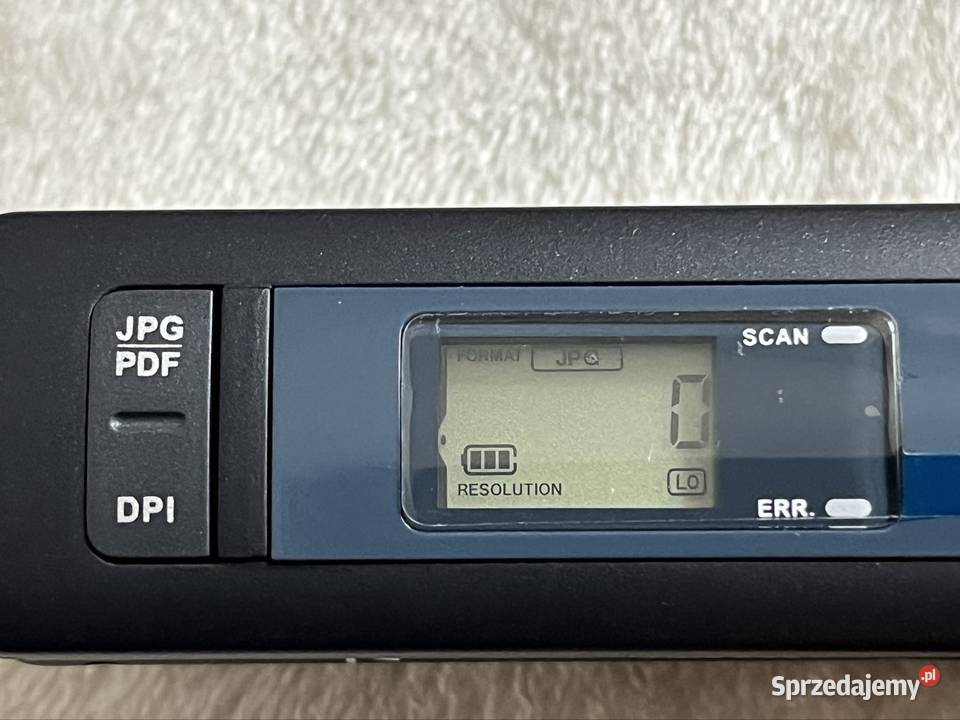 JPG
PDF
DPI
FORMAT JPG
0
RESOLUTION LO
SCAN
ERR.
Sprzedajemy.pl